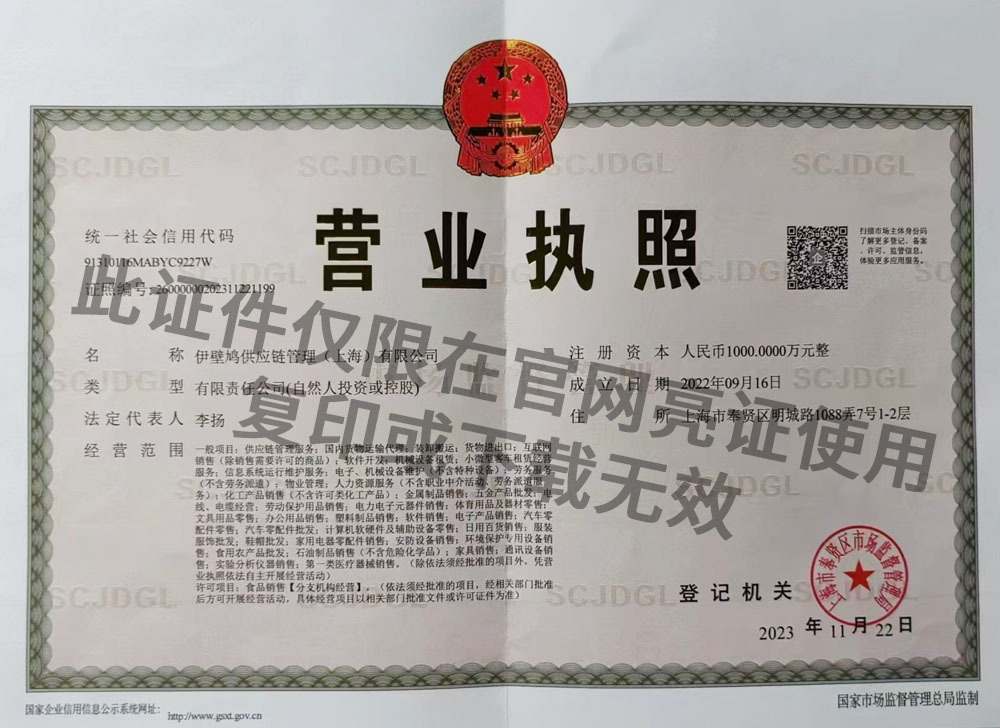 营业执照
统一社会信用代码
91310116MABYC9227W
证照编号: 26000000202311221199
扫描市场主体身份码
了解更多登记、备案
、许可、监管信息，
体验更多应用服务。
名 称 伊壁鸠供应链管理（上海）有限公司
类 型 有限责任公司(自然人投资或控股)
法定代表人 李扬
经营范围 一般项目：供应链管理服务；国内货物运输代理；装卸搬运；货物进出口；互联网
销售（除销售需要许可的商品）；软件开发；机械设备租赁；小微型客车租赁经营
服务；信息系统运行维护服务；电子、机械设备维护（不含特种设备）；劳务服务
（不含劳务派遣）；物业管理；人力资源服务（不含职业中介活动、劳务派遣服
务）；化工产品销售（不含许可类化工产品）；金属制品销售；五金产品批发；电
线、电缆经营；劳动保护用品销售；电力电子元器件销售；体育用品及器材零售；
文具用品零售；办公用品销售；塑料制品销售；软件销售；电子产品销售；汽车零
配件零售；汽车零配件批发；计算机软硬件及辅助设备零售；日用百货销售；服装
服饰批发；鞋帽批发；家用电器零配件销售；安防设备销售；环境保护专用设备销
售；食用农产品批发；石油制品销售（不含危险化学品）；家具销售；通讯设备销
售；实验分析仪器销售；第一类医疗器械销售。（除依法须经批准的项目外，凭营
业执照依法自主开展经营活动）
许可项目：食品销售【分支机构经营】。（依法须经批准的项目，经相关部门批准
后方可开展经营活动，具体经营项目以相关部门批准文件或许可证件为准）
注册资本 人民币1000.0000万元整
成立日期 2022年09月16日
住 所 上海市奉贤区明城路1088弄7号1-2层
此证件仅限在官网亮证使用
复印或下载无效
登记机关
上海市奉贤区市场监督管理局
2023 年 11 月 22 日
国家企业信用信息公示系统网址：
http://www.gsxt.gov.cn
国家市场监督管理总局监制
SCJDGL